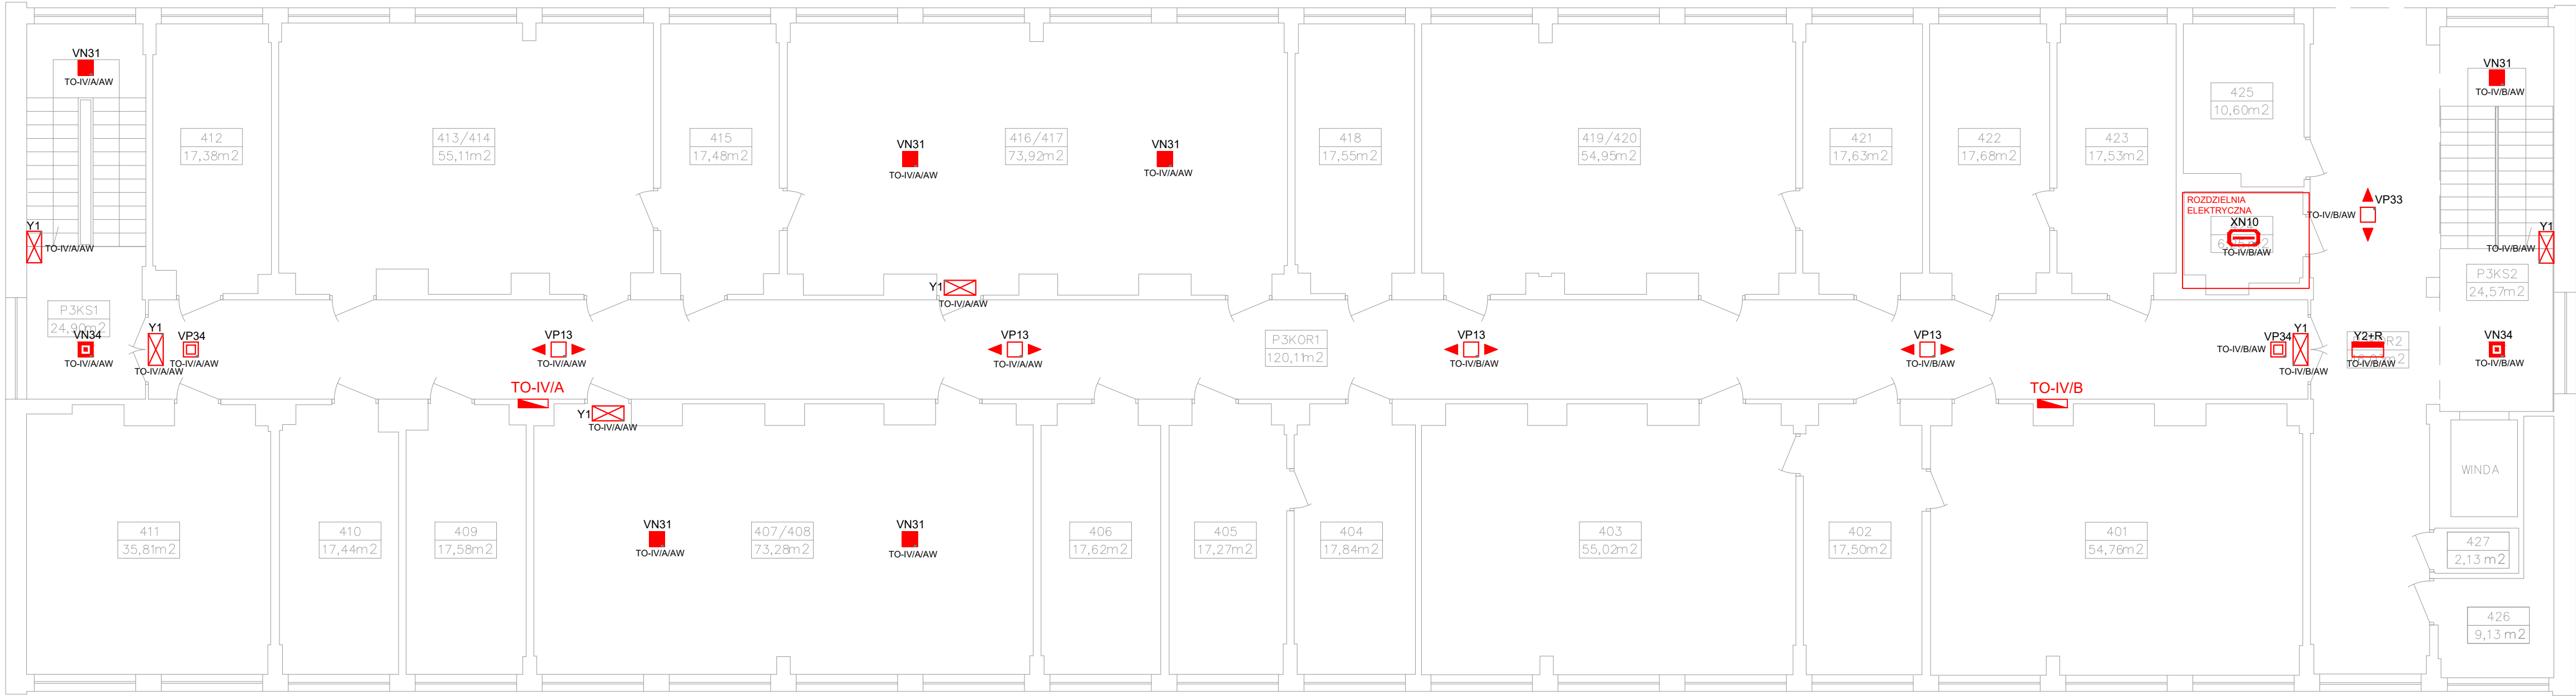 VN31
TO-IV/A/AW
412
17,38m2
413/414
55,11m2
415
17,48m2
VN31
TO-IV/A/AW
416/417
73,92m2
VN31
TO-IV/A/AW
418
17,55m2
419/420
54,95m2
421
17,63m2
422
17,68m2
423
17,53m2
425
10,60m2
VN31
TO-IV/B/AW
ROZDZIELNIA
ELEKTRYCZNA
XN10
TO-IV/B/AW
TO-IV/B/AW
VP33
Y1
TO-IV/A/AW
Y1
TO-IV/B/AW
P3KS1
24,90m2
VN34
TO-IV/A/AW
Y1
TO-IV/A/AW
VP34
TO-IV/A/AW
VP13
TO-IV/A/AW
Y1
TO-IV/A/AW
VP13
TO-IV/A/AW
P3KOR1
120,11m2
VP13
TO-IV/B/AW
VP13
TO-IV/B/AW
VP34
TO-IV/B/AW
Y1
TO-IV/B/AW
Y2+R
TO-IV/B/AW
P3KS2
24,57m2
VN34
TO-IV/B/AW
TO-IV/A
Y1
TO-IV/A/AW
TO-IV/B
WINDA
411
35,81m2
410
17,44m2
409
17,58m2
VN31
TO-IV/A/AW
407/408
73,28m2
VN31
TO-IV/A/AW
406
17,62m2
405
17,27m2
404
17,84m2
403
55,02m2
402
17,50m2
401
54,76m2
427
2,13 m2
426
9,13 m2